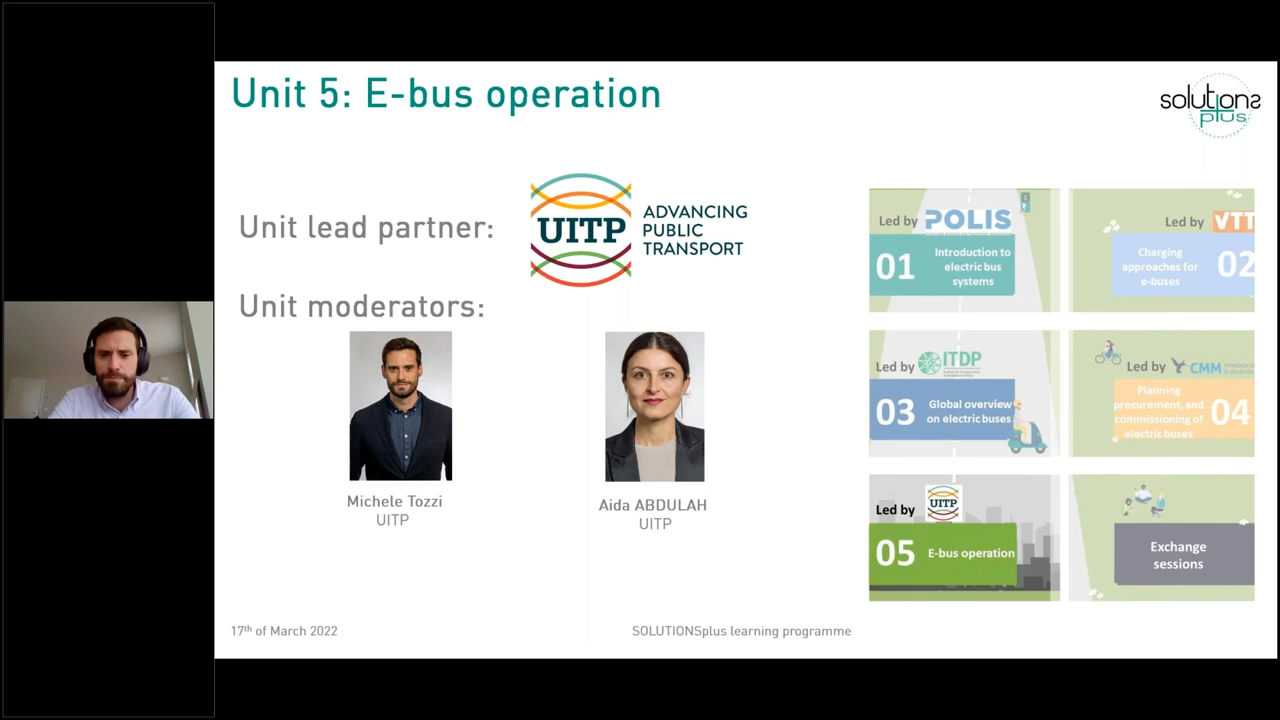 Unit 5: E-bus operation
solutions
plus
Unit lead partner:
UITP
ADVANCING
PUBLIC
TRANSPORT
Unit moderators:
Michele Tozzi
UITP
Aida ABDULAH
UITP
Led by POLIS
01
Introduction to
electric bus
systems
Led by VTT
Charging
approaches for
e-buses
02
Led by ITDP
03
Global overview
on electric buses
Led by CMM
Planning
procurement, and
commissioning of
electric buses
04
Led by UITP
05
E-bus operation
Exchange
sessions
17th of March 2022
SOLUTIONSplus learning programme